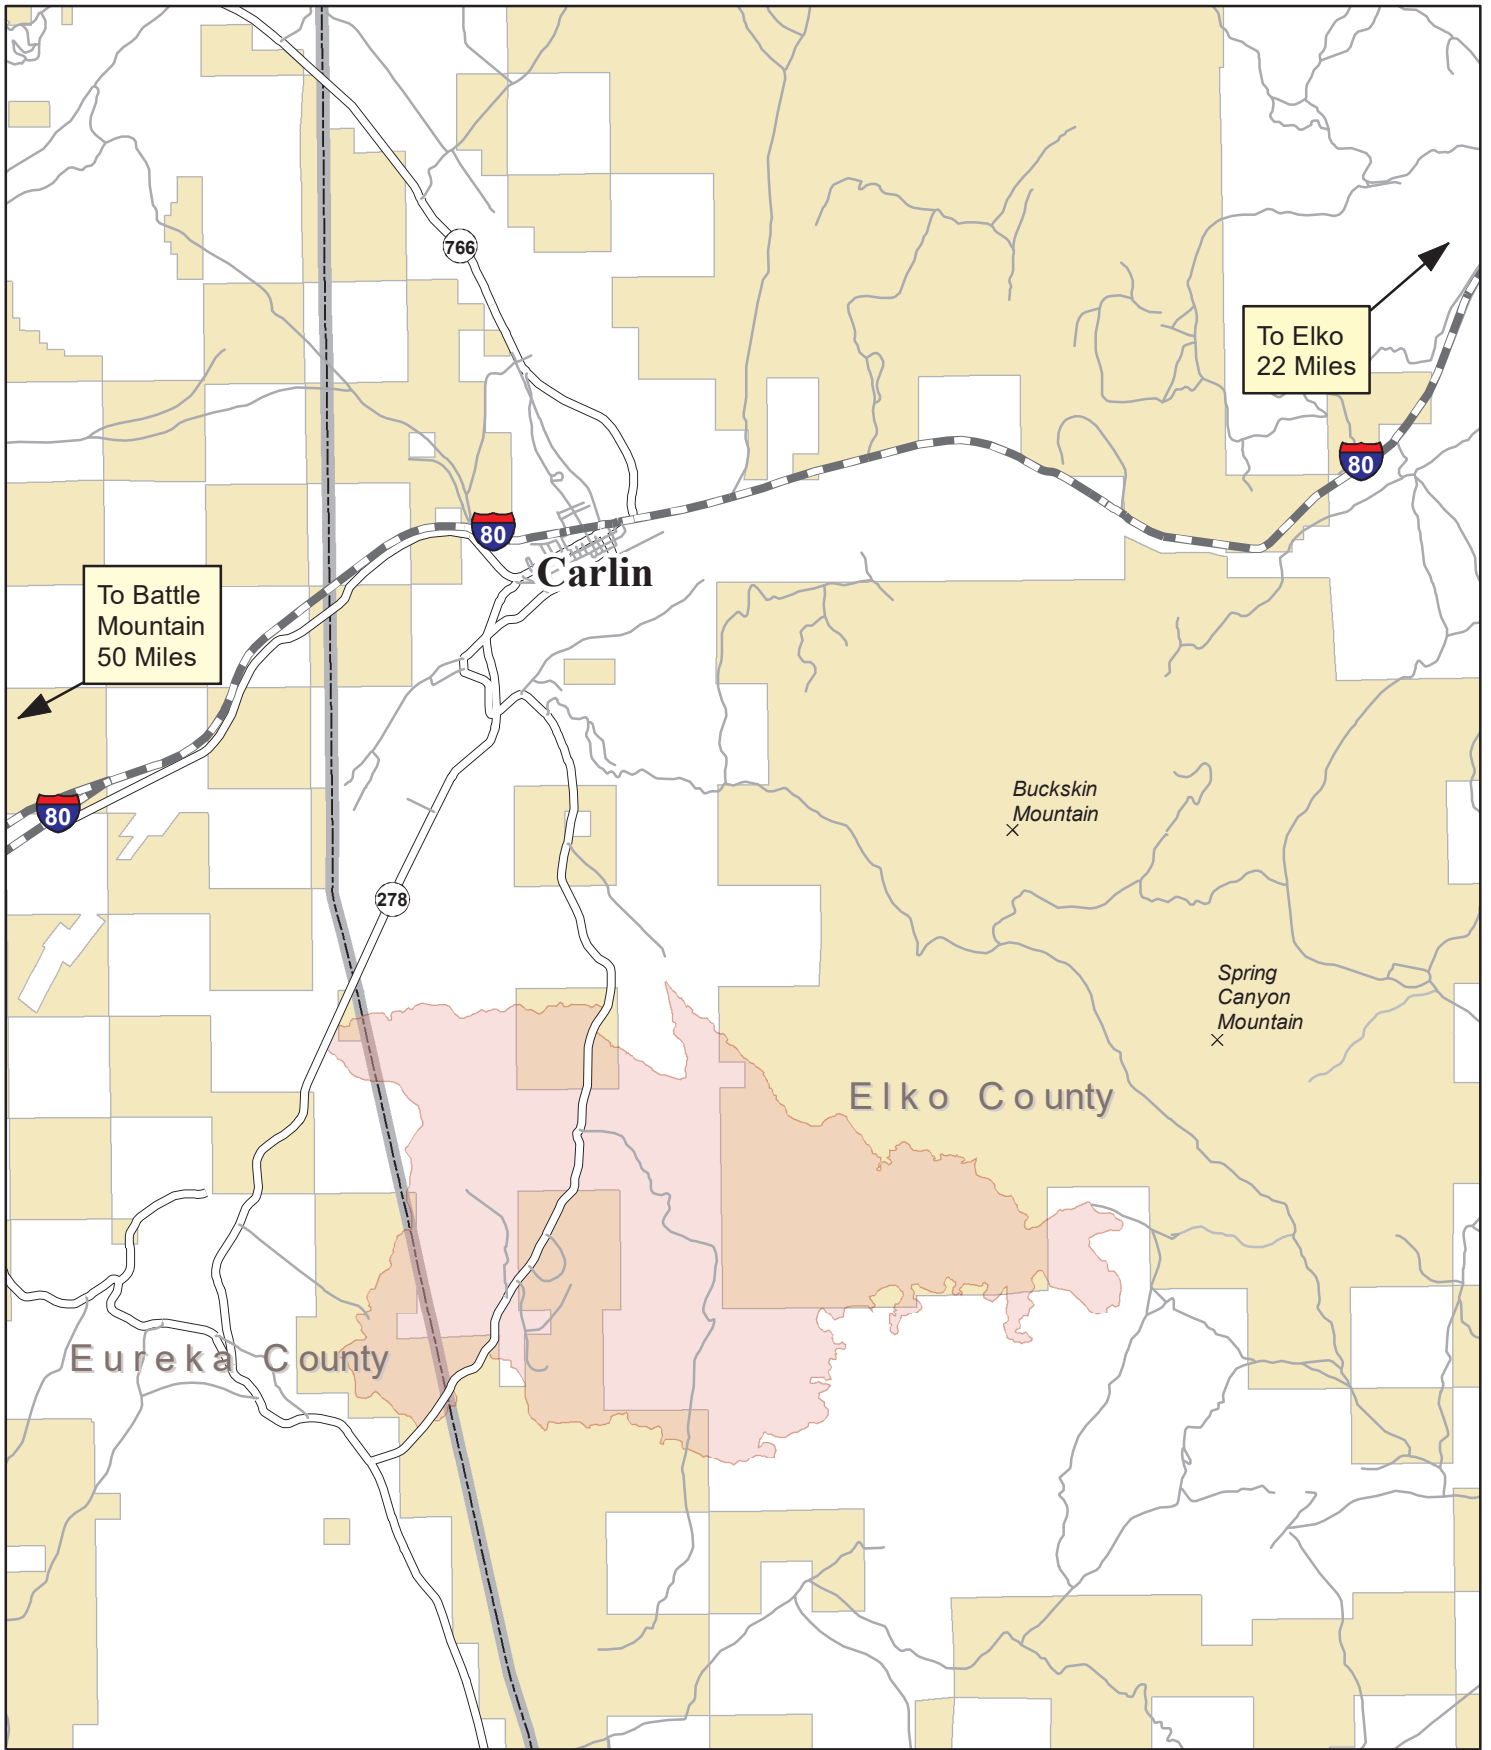 766
To Elko
22 Miles
80
80
Carlin
To Battle
Mountain
50 Miles
Buckskin
Mountain
80
278
Spring
Canyon
Mountain
Elko County
Eureka County